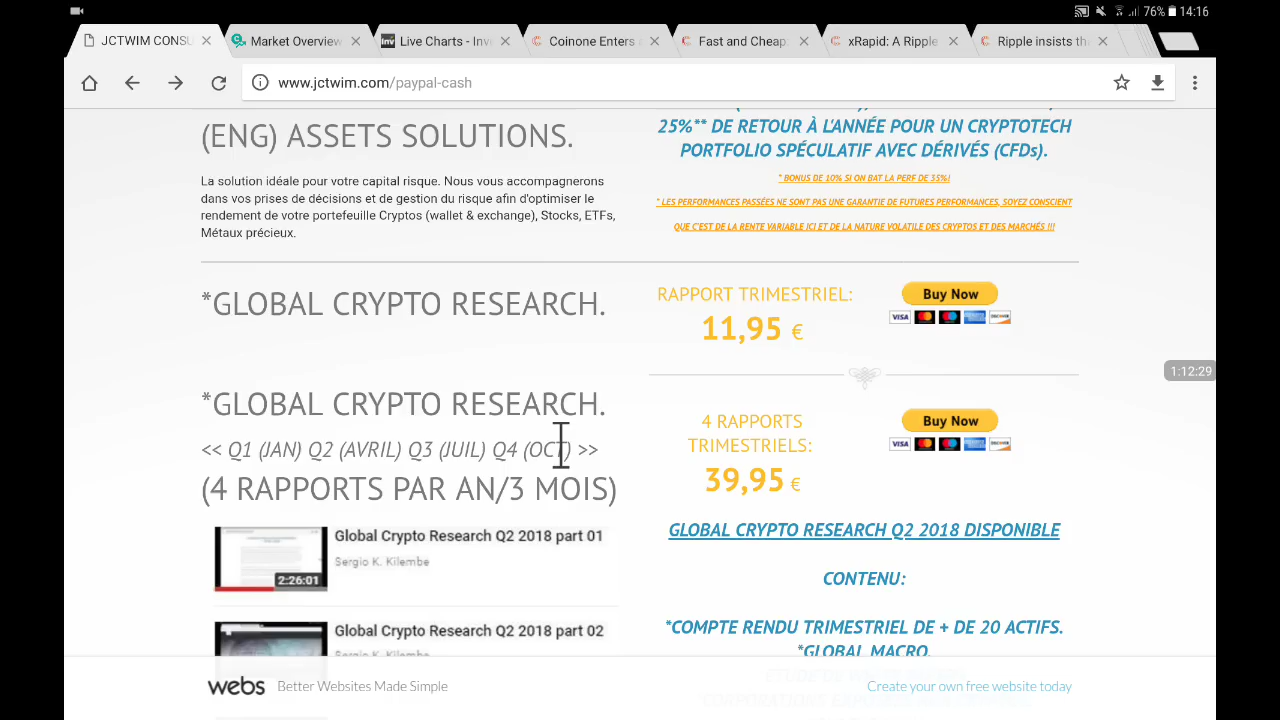 76% 14:16
JCTWIM CONSU
Market Overview
Live Charts - Inv
Coinone Enters
Fast and Cheap:
xRapid: A Ripple
Ripple insists th
www.jctwim.com/paypal-cash
(ENG) ASSETS SOLUTIONS.
La solution idéale pour votre capital risque. Nous vous accompagnerons
dans vos prises de décisions et de gestion du risque afin d'optimiser le
rendement de votre portefeuille Cryptos (wallet & exchange), Stocks, ETFs,
Métaux précieux.
25%** DE RETOUR À L'ANNÉE POUR UN CRYPTOTECH
PORTFOLIO SPÉCULATIF AVEC DÉRIVÉS (CFDs).
* BONUS DE 10% SI ON BAT LA PERF DE 35%!
* LES PERFORMANCES PASSÉES NE SONT PAS UNE GARANTIE DE FUTURES PERFORMANCES, SOYEZ CONSCIENT
QUE C'EST DE LA RENTE VARIABLE ICI ET DE LA NATURE VOLATILE DES CRYPTOS ET DES MARCHÉS !!!
*GLOBAL CRYPTO RESEARCH.
RAPPORT TRIMESTRIEL:
11,95 €
Buy Now
VISA DISCOVER
1:12:29
*GLOBAL CRYPTO RESEARCH.
<< Q1 (JAN) Q2 (AVRIL) Q3 (JUIL) Q4 (OCT) >>
(4 RAPPORTS PAR AN/3 MOIS)
4 RAPPORTS
TRIMESTRIELS:
39,95 €
Buy Now
VISA DISCOVER
Global Crypto Research Q2 2018 part 01
Sergio K. Kilembe
2:26:01
Global Crypto Research Q2 2018 part 02
Sergio K. Kilembe
GLOBAL CRYPTO RESEARCH Q2 2018 DISPONIBLE
CONTENU:
*COMPTE RENDU TRIMESTRIEL DE + DE 20 ACTIFS.
*GLOBAL MACRO.
webs Better Websites Made Simple
Create your own free website today